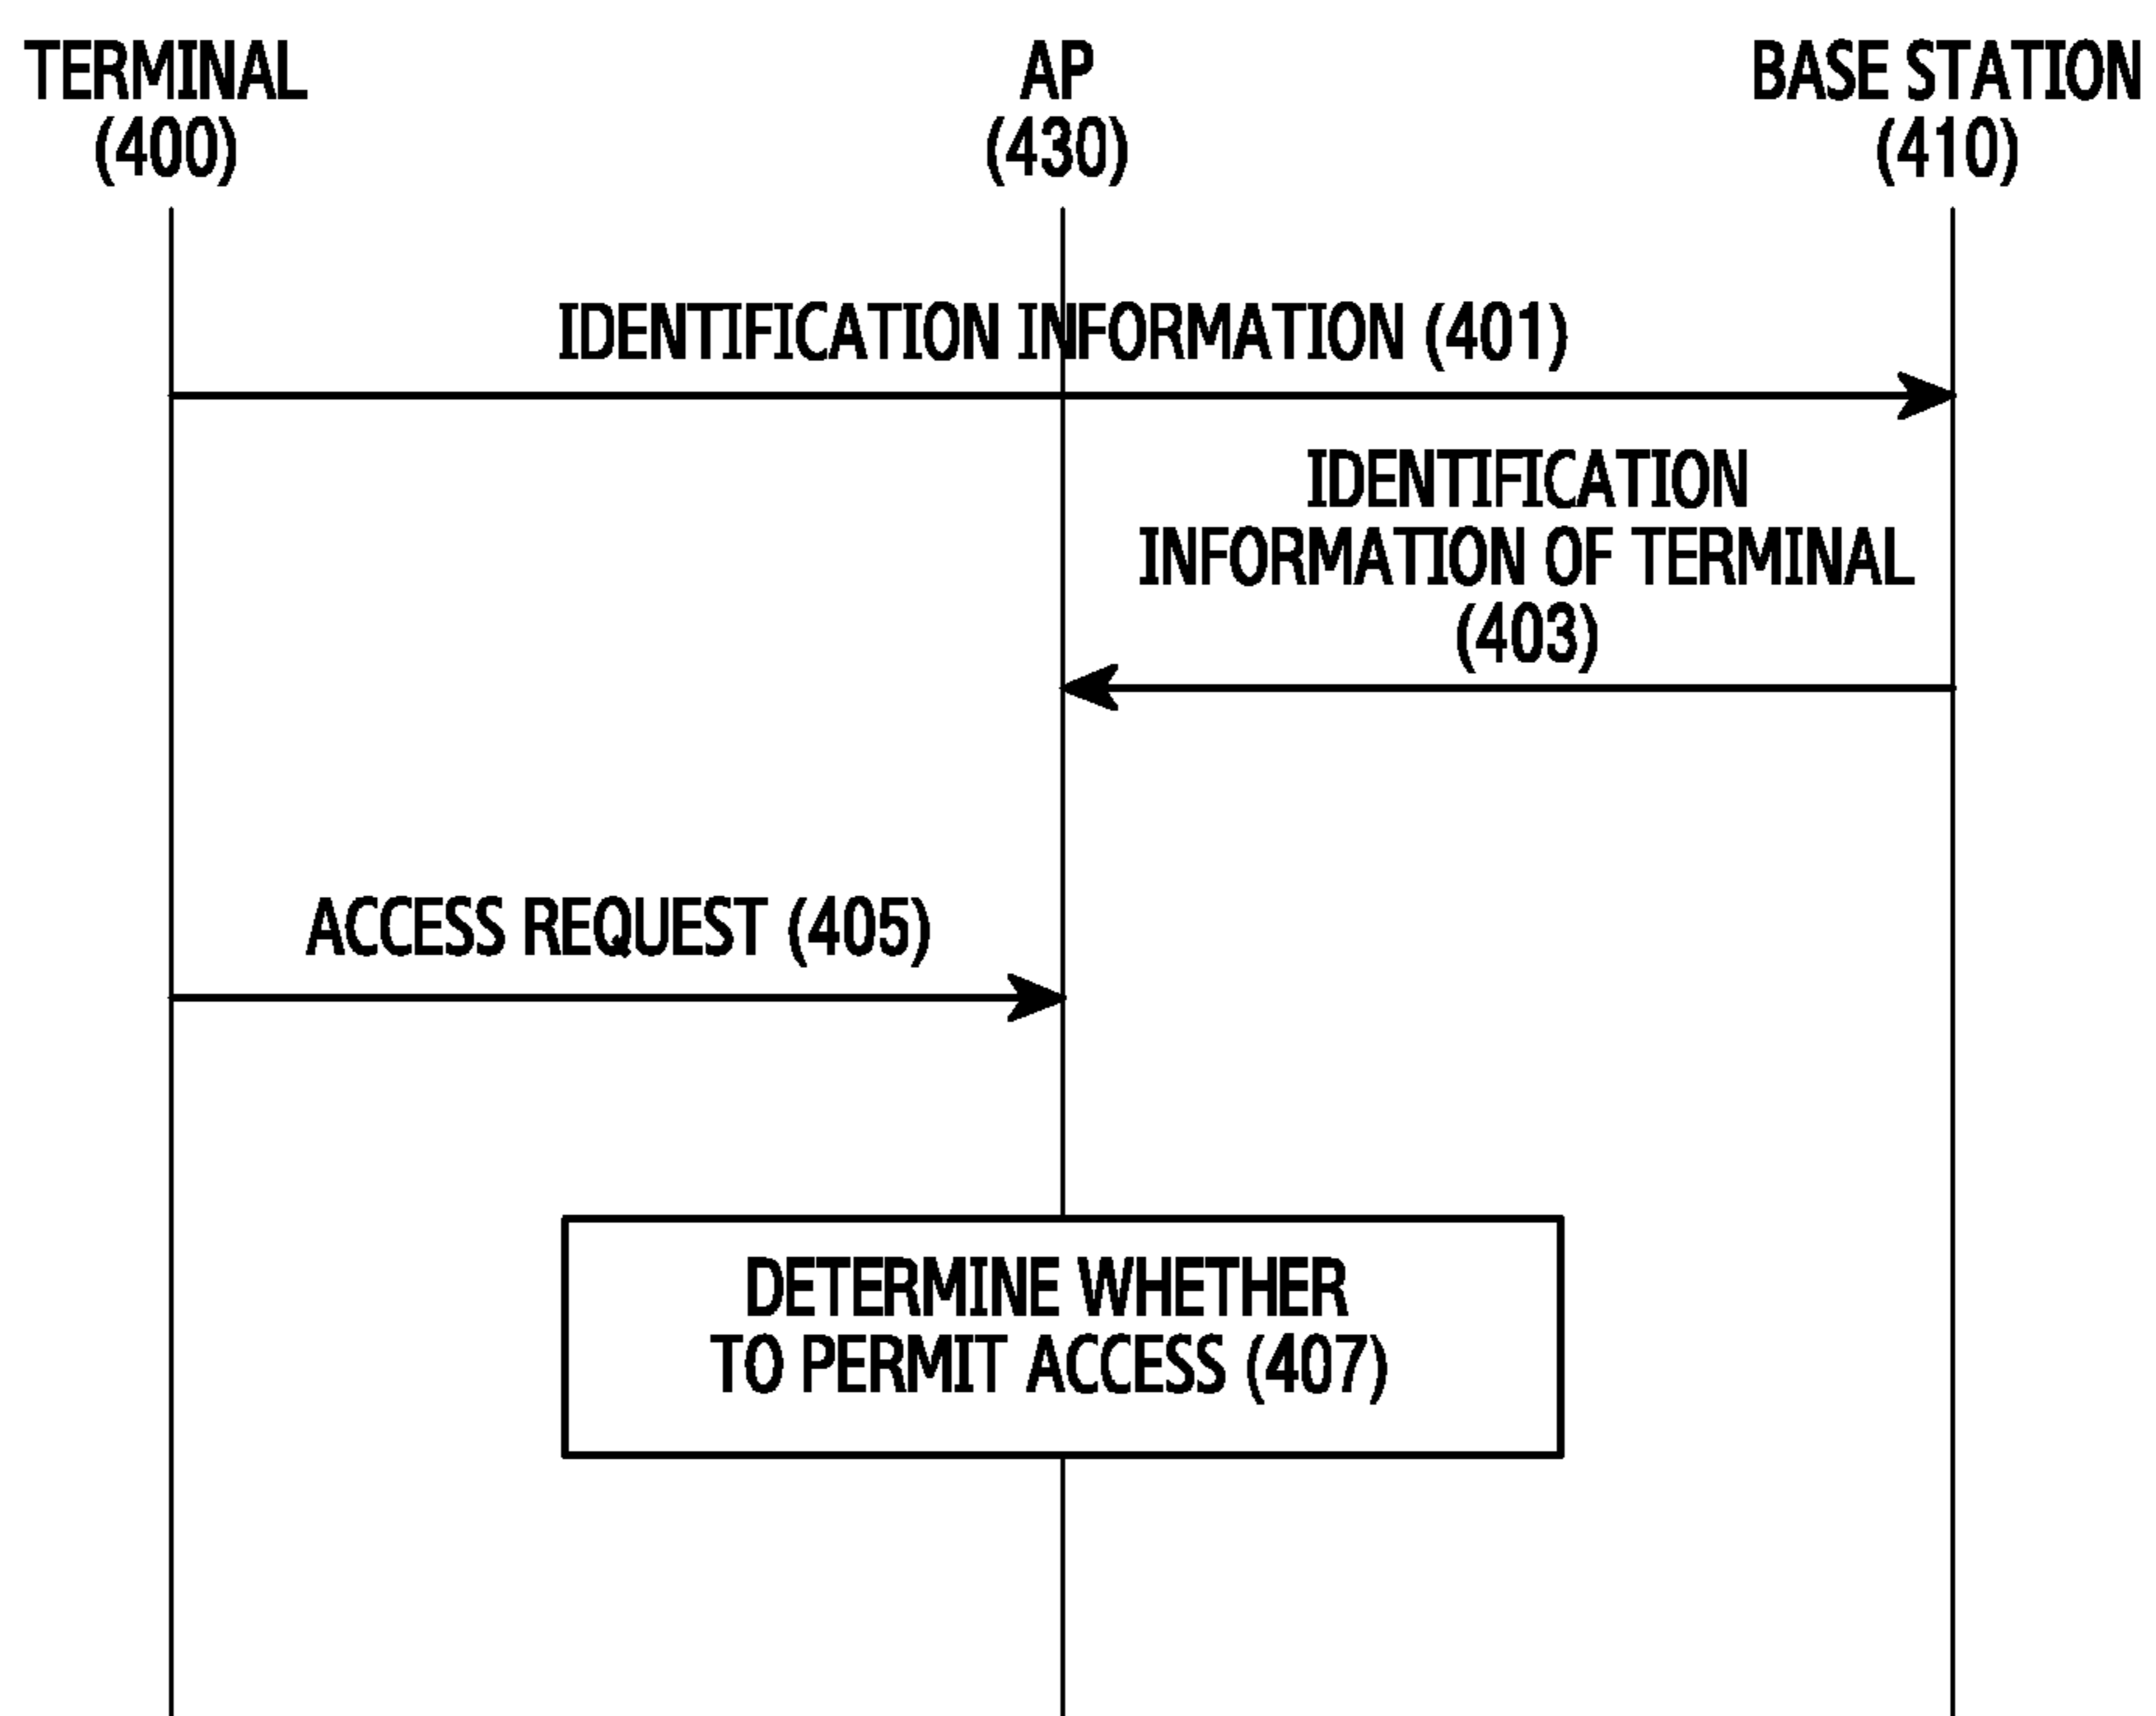 TERMINAL
(400)
AP
(430)
BASE STATION
(410)
IDENTIFICATION INFORMATION (401)
IDENTIFICATION
INFORMATION OF TERMINAL
(403)
ACCESS REQUEST (405)
DETERMINE WHETHER
TO PERMIT ACCESS (407)